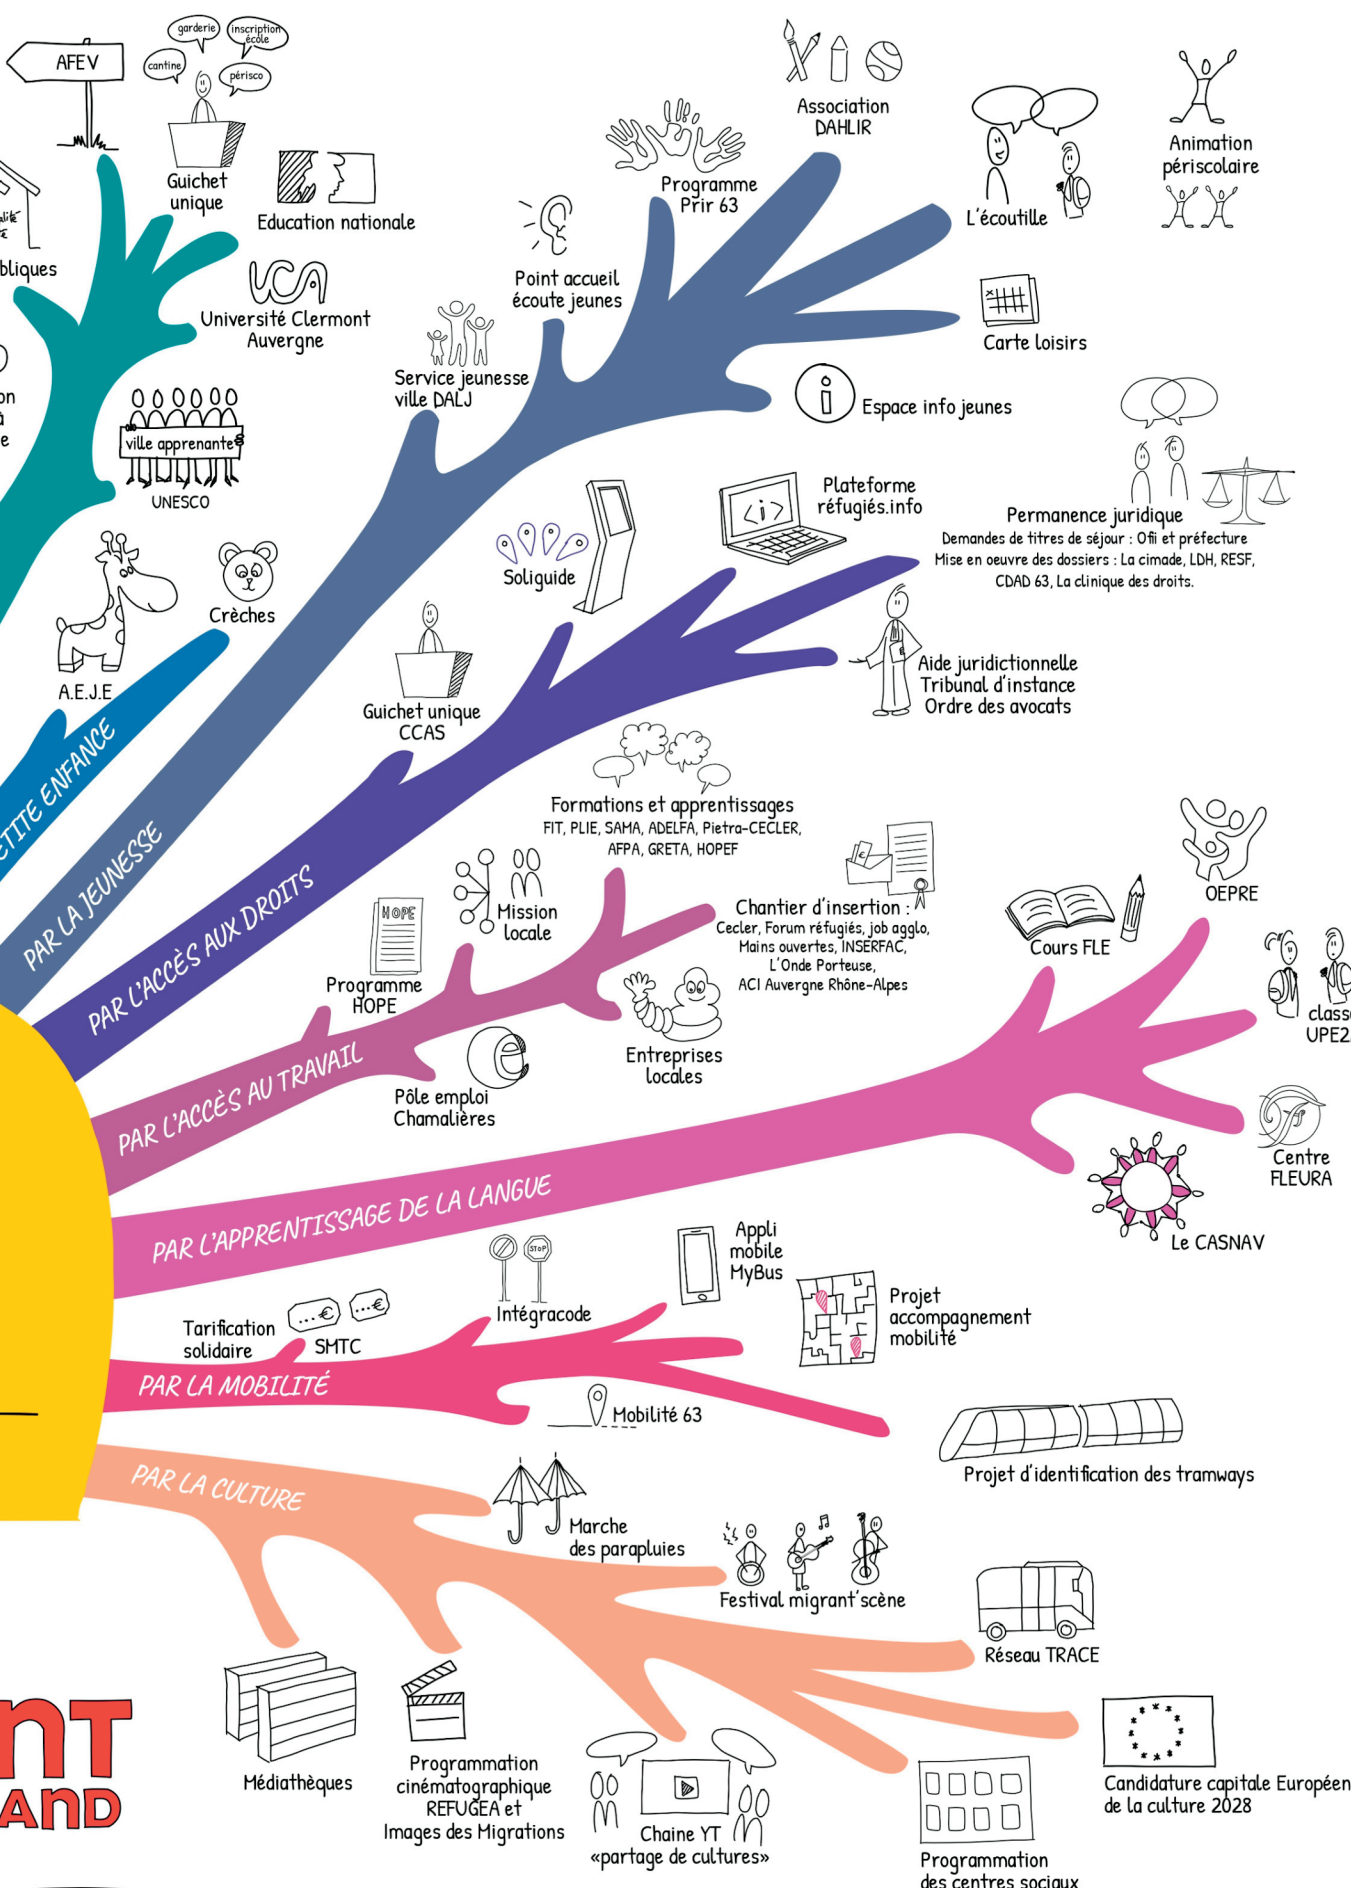 AFEV
garderie
inscription
école
cantine
périsco
Guichet
unique
Education nationale
UCA
Université Clermont
Auvergne
ville apprenante
UNESCO
A.E.J.E
Crèches
ENFANCE
Association
DAHLIR
Programme
Prir 63
L'écoutille
Animation
périscolaire
Point accueil
écoute jeunes
Carte loisirs
Service jeunesse
ville DALJ
i
Espace info jeunes
PAR LA JEUNESSE
Plateforme
réfugiés.info
<i>
Soliguide
Permanence juridique
Demandes de titres de séjour : Ofii et préfecture
Mise en oeuvre des dossiers : La cimade, LDH, RESF,
CDAD 63, La clinique des droits.
Guichet unique
CCAS
Aide juridictionnelle
Tribunal d'instance
Ordre des avocats
PAR L'ACCÈS AUX DROITS
Formations et apprentissages
FIT, PLIE, SAMA, ADELFA, Pietra-CECLER,
AFPA, GRETA, HOPEF
Mission
locale
HOPE
Programme
HOPE
€
Chantier d'insertion :
Cecler, Forum réfugiés, job agglo,
Mains ouvertes, INSERFAC,
L'Onde Porteuse,
ACI Auvergne Rhône-Alpes
Entreprises
locales
e
Pôle emploi
Chamalières
PAR L'ACCÈS AU TRAVAIL
OEPRE
Cours FLE
UPE2
Centre
FLEURA
Le CASNAV
PAR L'APPRENTISSAGE DE LA LANGUE
Appli
mobile
MyBus
STOP
Intégracode
Tarification
solidaire
...€
...€
SMTC
Projet
accompagnement
mobilité
Mobilité 63
PAR LA MOBILITÉ
Projet d'identification des tramways
PAR LA CULTURE
Marche
des parapluies
Festival migrant'scène
Réseau TRACE
Médiathèques
Programmation
cinématographique
REFUGEA et
Images des Migrations
Chaine YT
«partage de cultures»
Programmation
des centres sociaux
Candidature capitale Européen
de la culture 2028
nT
AnD